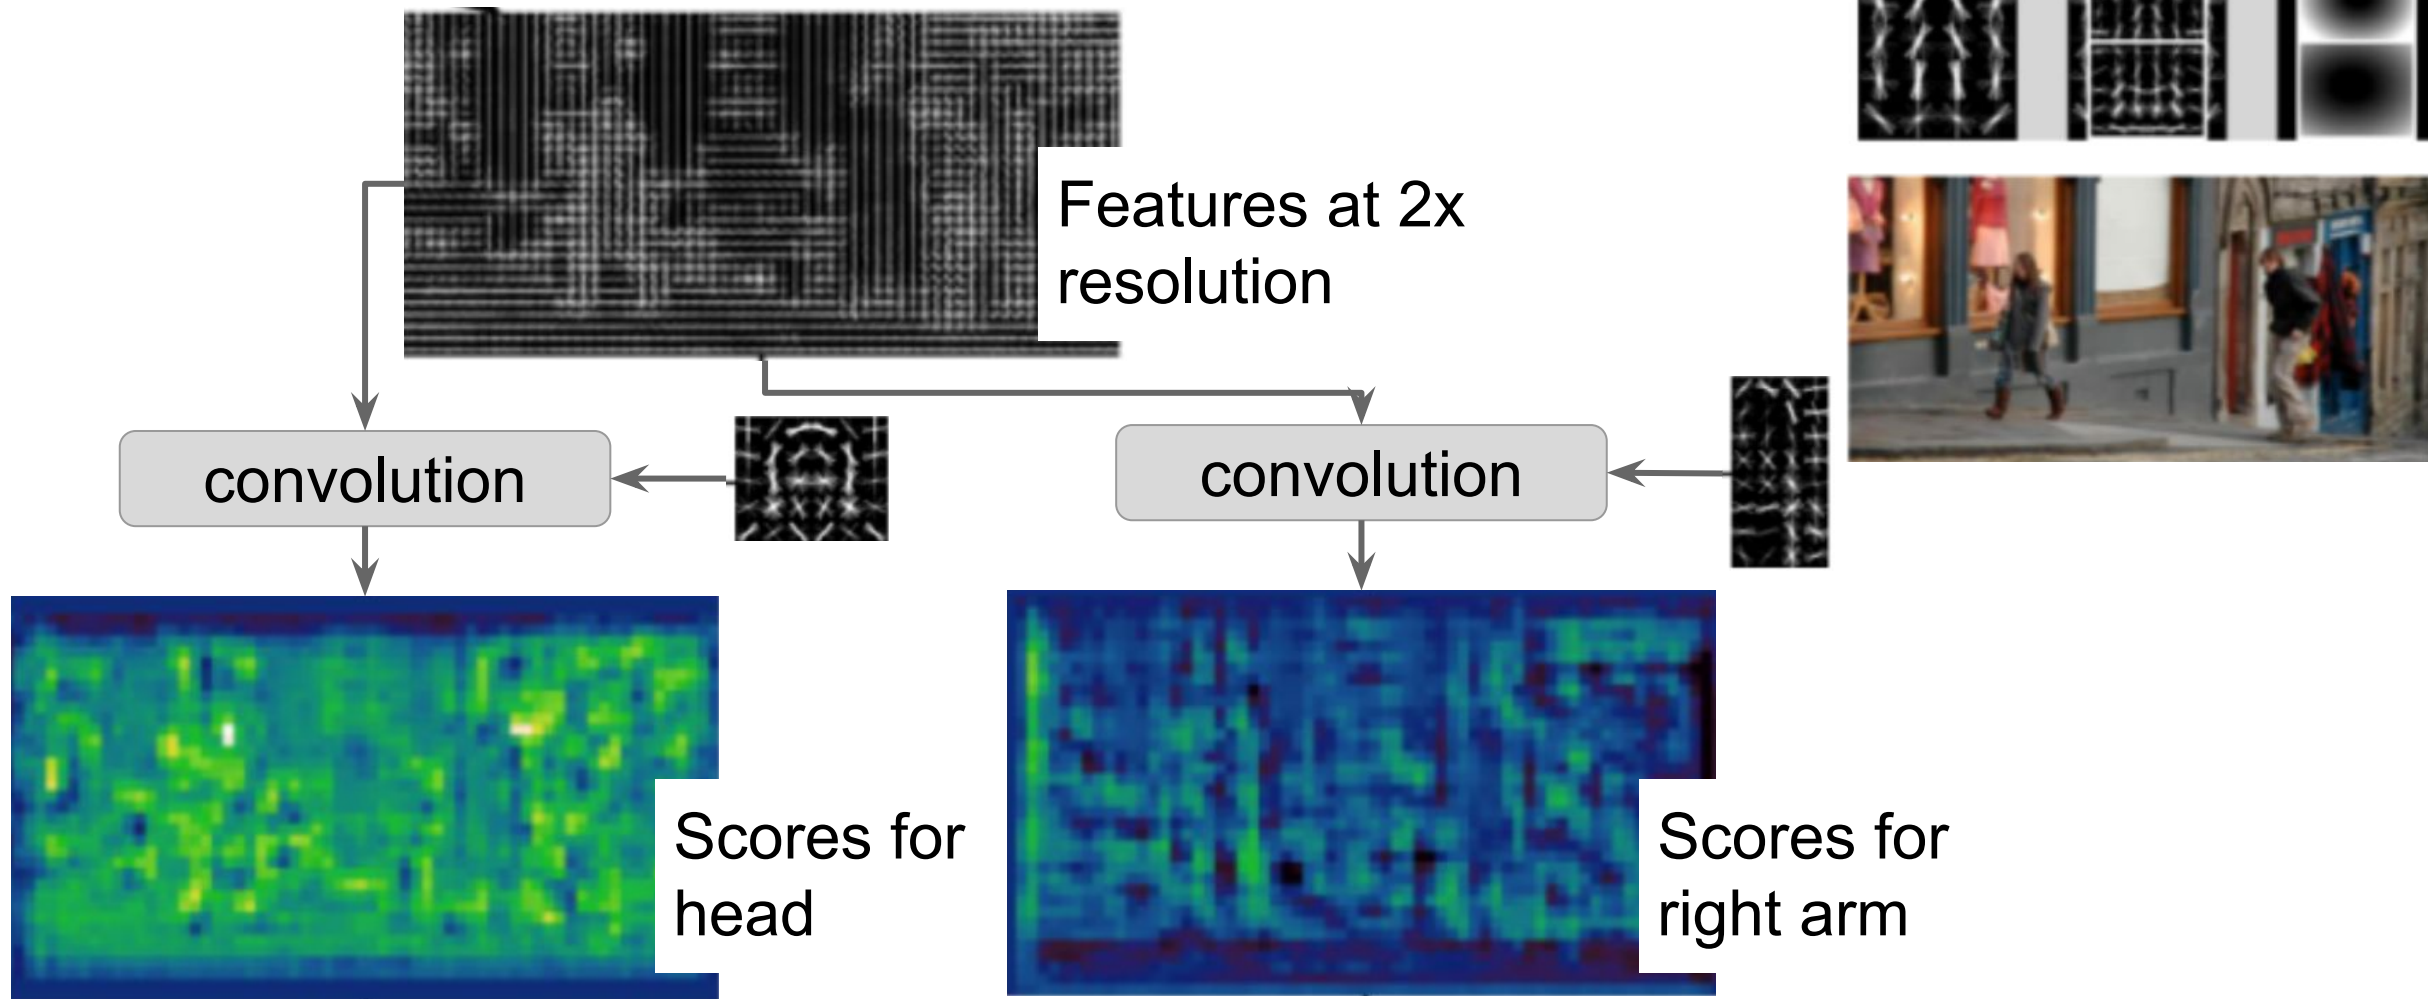 Features at 2x
resolution
convolution
convolution
Scores for
head
Scores for
right arm